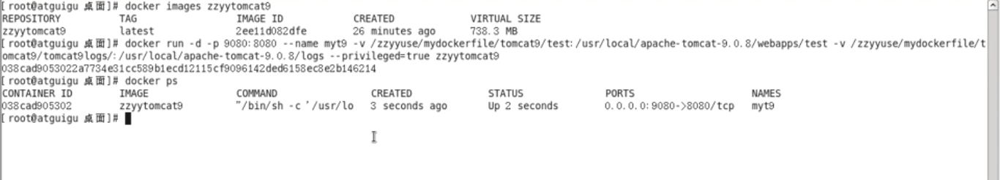 [root@atguigu 桌面]# docker images zzyytomcat9
REPOSITORY TAG IMAGE ID CREATED VIRTUAL SIZE
zzyytomcat9 latest 2ee11d082dfe 26 minutes ago 738.3 MB
[root@atguigu 桌面]# docker run -d -p 9080:8080 --name myt9 -v /zzyyuse/mydockerfile/tomcat9/test:/usr/local/apache-tomcat-9.0.8/webapps/test -v /zzyyuse/mydockerfile/t
omcat9/tomcat9logs/:/usr/local/apache-tomcat-9.0.8/logs --privileged=true zzyytomcat9
038cad9053022a7734e31cc589b1ecd12115cf9096142ded6158ec8e2b146214
[root@atguigu 桌面]# docker ps
CONTAINER ID IMAGE COMMAND CREATED STATUS PORTS NAMES
038cad905302 zzyytomcat9 "/bin/sh -c '/usr/lo 3 seconds ago Up 2 seconds 0.0.0.0:9080->8080/tcp myt9
[root@atguigu 桌面]#